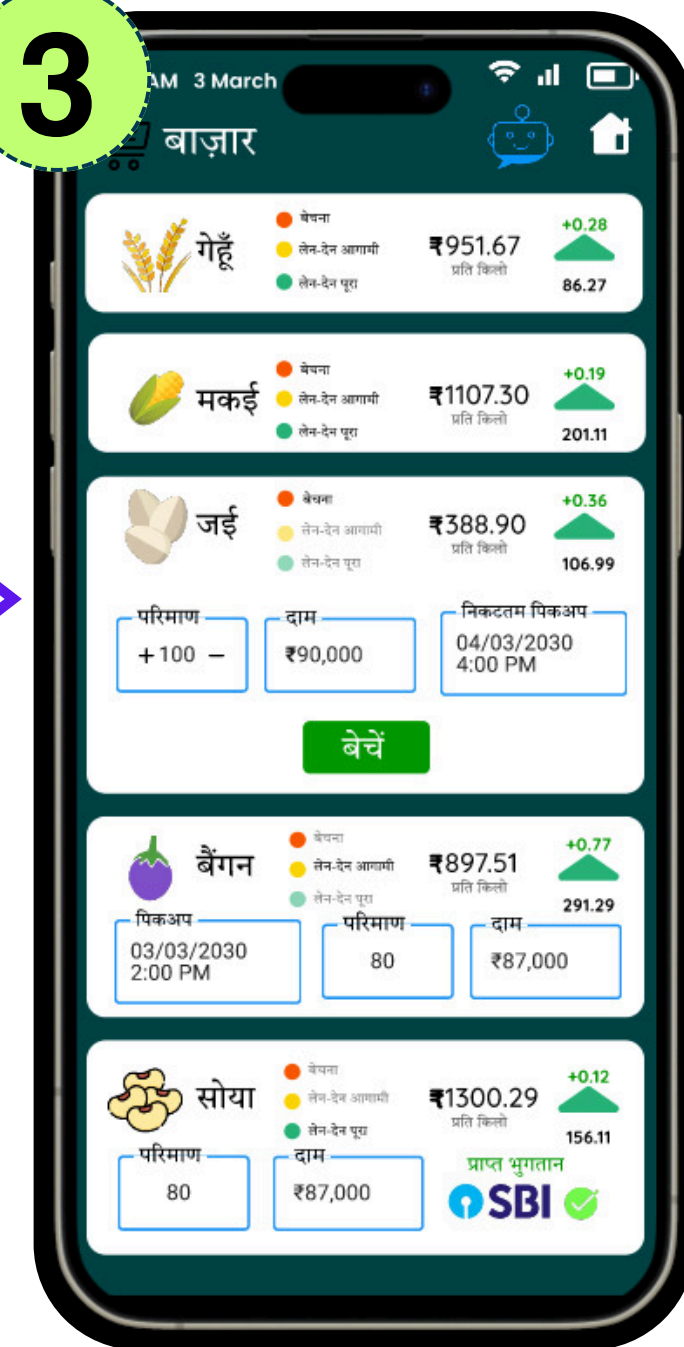 3
AM 3 March
बाज़ार
गेहूँ
बेचना
लेन-देन आगामी
लेन-देन पूरा
₹951.67
प्रति किलो
+0.28
86.27
मकई
बेचना
लेन-देन आगामी
लेन-देन पूरा
₹1107.30
प्रति किलो
+0.19
201.11
जई
बेचना
लेन-देन आगामी
लेन-देन पूरा
₹388.90
प्रति किलो
+0.36
106.99
परिमाण
+100 −
दाम
₹90,000
निकटतम पिकअप
04/03/2030
4:00 PM
बेचें
बैंगन
बेचना
लेन-देन आगामी
लेन-देन पूरा
₹897.51
प्रति किलो
+0.77
291.29
पिकअप
03/03/2030
2:00 PM
परिमाण
80
दाम
₹87,000
सोया
बेचना
लेन-देन आगामी
लेन-देन पूरा
₹1300.29
प्रति किलो
+0.12
156.11
परिमाण
80
दाम
₹87,000
प्राप्त भुगतान
SBI